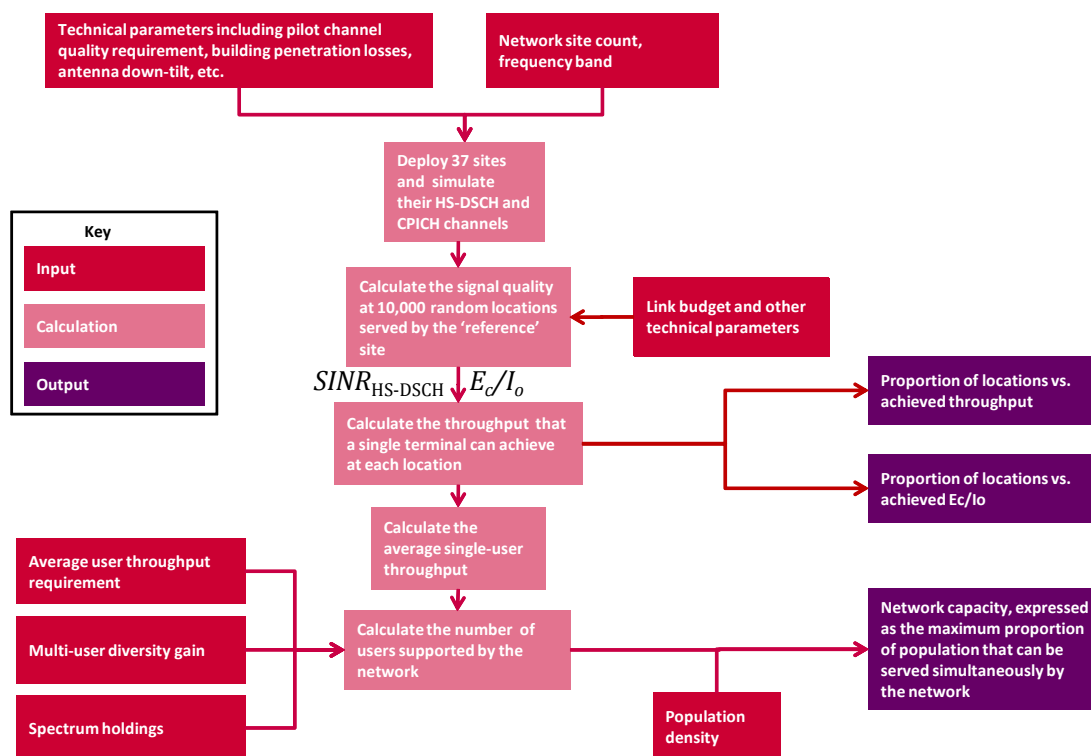 Technical parameters including pilot channel
quality requirement, building penetration losses,
antenna down-tilt, etc.
Network site count,
frequency band
Deploy 37 sites
and simulate
their HS-DSCH and
CPICH channels
Key
Input
Calculation
Output
Calculate the signal quality
at 10,000 random locations
served by the ‘reference’
site
Link budget and other
technical parameters
SINR HS-DSCH
Ec/Io
Calculate the throughput that
a single terminal can achieve
at each location
Proportion of locations vs.
achieved throughput
Proportion of locations vs.
achieved Ec/Io
Calculate the
average single-user
throughput
Average user throughput
requirement
Multi-user diversity gain
Spectrum holdings
Calculate the number of
users supported by the
network
Population
density
Network capacity, expressed
as the maximum proportion
of population that can be
served simultaneously by
the network